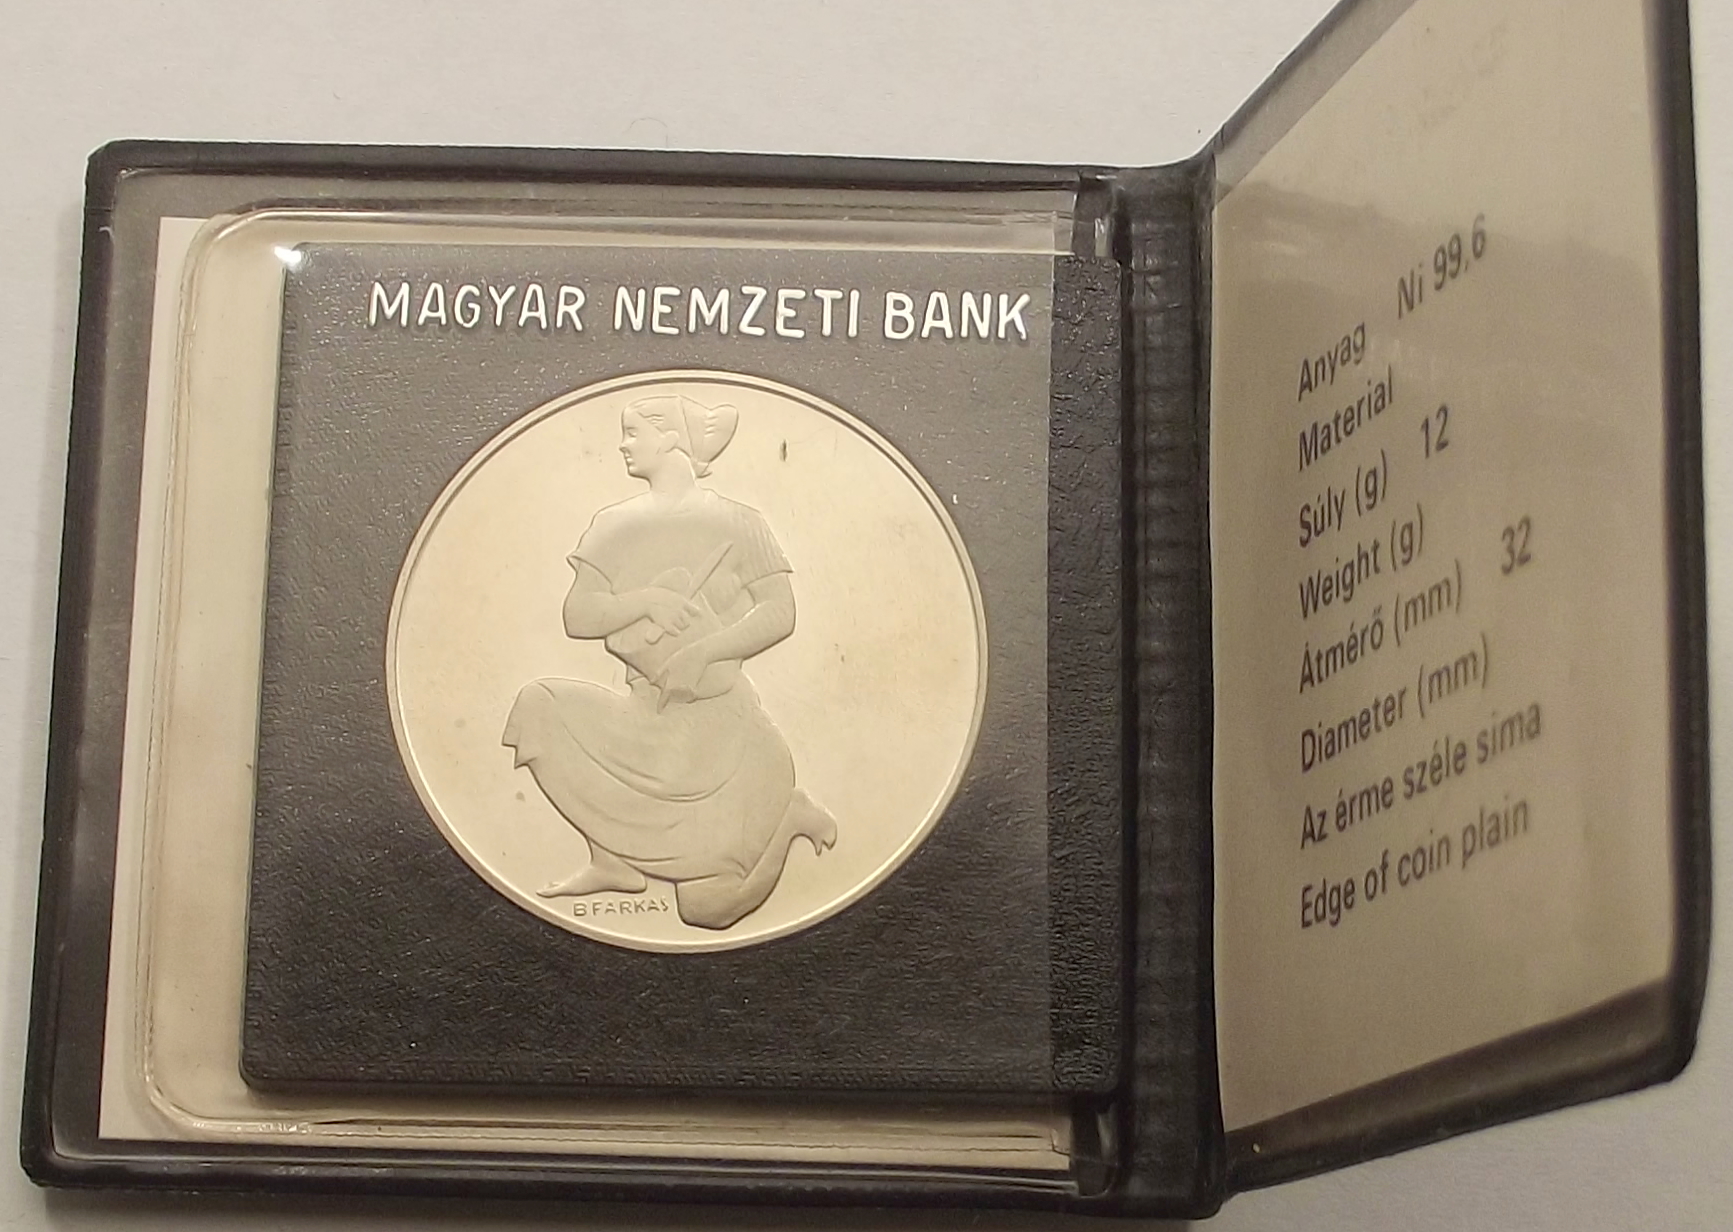 MAGYAR NEMZETI BANK
B FARKAS
Anyag Ni 99,6
Material
Súly (g) 12
Weight (g)
Átmérő (mm) 32
Diameter (mm)
Az érme széle sima
Edge of coin plain